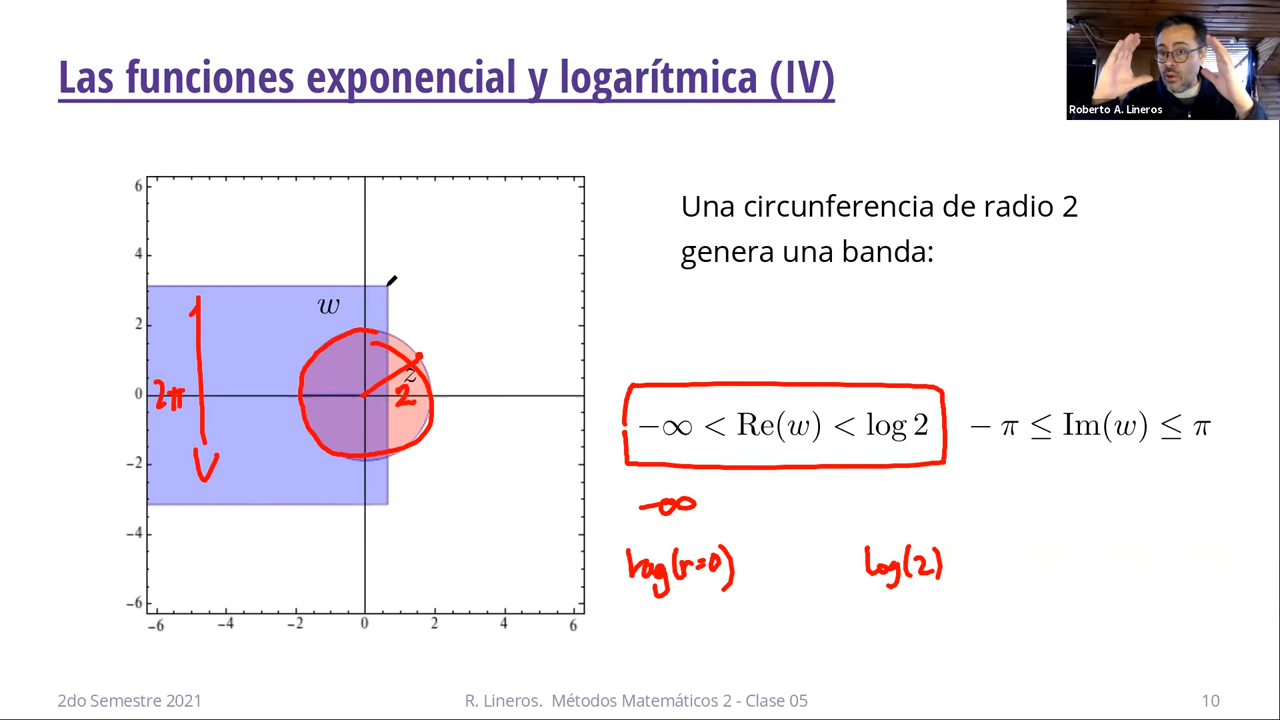 Las funciones exponencial y logarítmica (IV)
Roberto A. Lineros
Una circunferencia de radio 2
genera una banda:
6
4
2
0
-2
-4
-6
-6 -4 -2 0 2 4 6
w
z
2
2π
−∞ < Re(w) < log 2   − π ≤ Im(w) ≤ π
-∞
log(r=0)   log(2)
2do Semestre 2021   R. Lineros. Métodos Matemáticos 2 - Clase 05   10